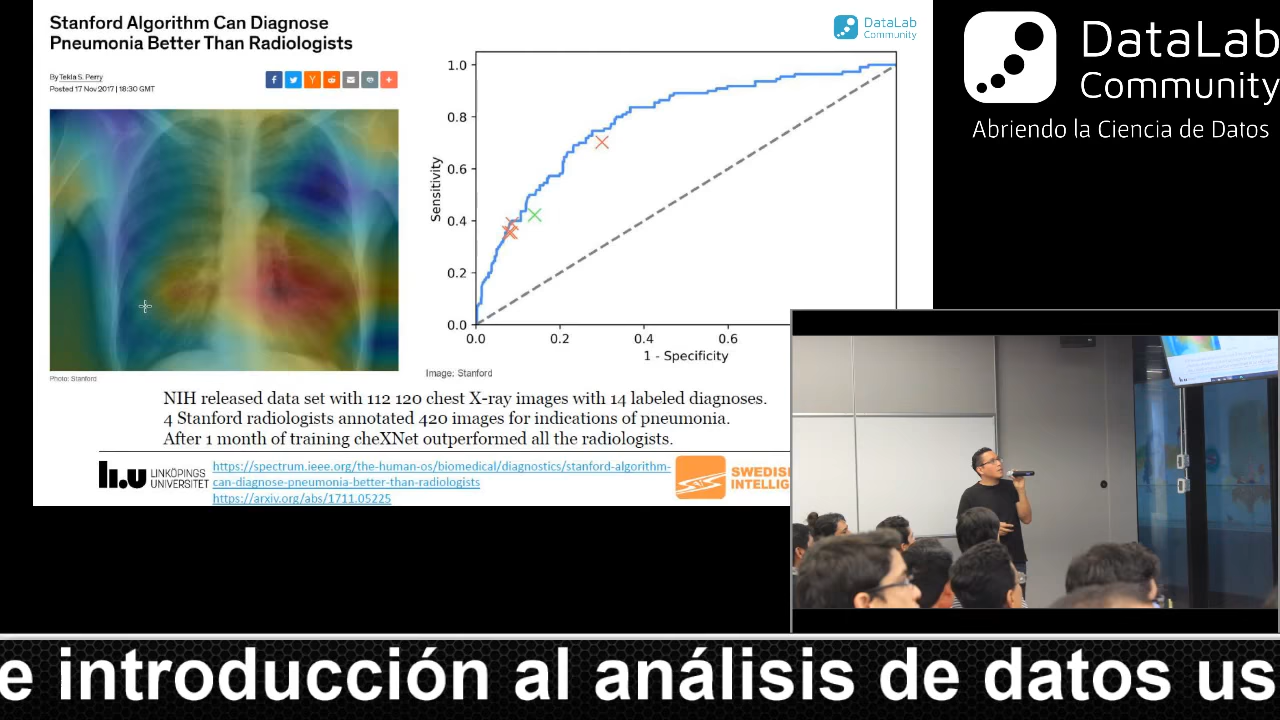 Stanford Algorithm Can Diagnose
Pneumonia Better Than Radiologists
By Tekla S. Perry
Posted 17 Nov 2017 | 18:30 GMT
Photo: Stanford
DataLab
Community
1.0
0.8
0.6
0.4
0.2
0.0
Sensitivity
0.0
0.2
0.4
0.6
1 - Specificity
Image: Stanford
NIH released data set with 112 120 chest X-ray images with 14 labeled diagnoses.
4 Stanford radiologists annotated 420 images for indications of pneumonia.
After 1 month of training cheXNet outperformed all the radiologists.
li.u LINKÖPINGS
UNIVERSITET
https://spectrum.ieee.org/the-human-os/biomedical/diagnostics/stanford-algorithm-
can-diagnose-pneumonia-better-than-radiologists
https://arxiv.org/abs/1711.05225
SWEDIS
INTELLIG
DataLab
Community
Abriendo la Ciencia de Datos
e introducción al análisis de datos us